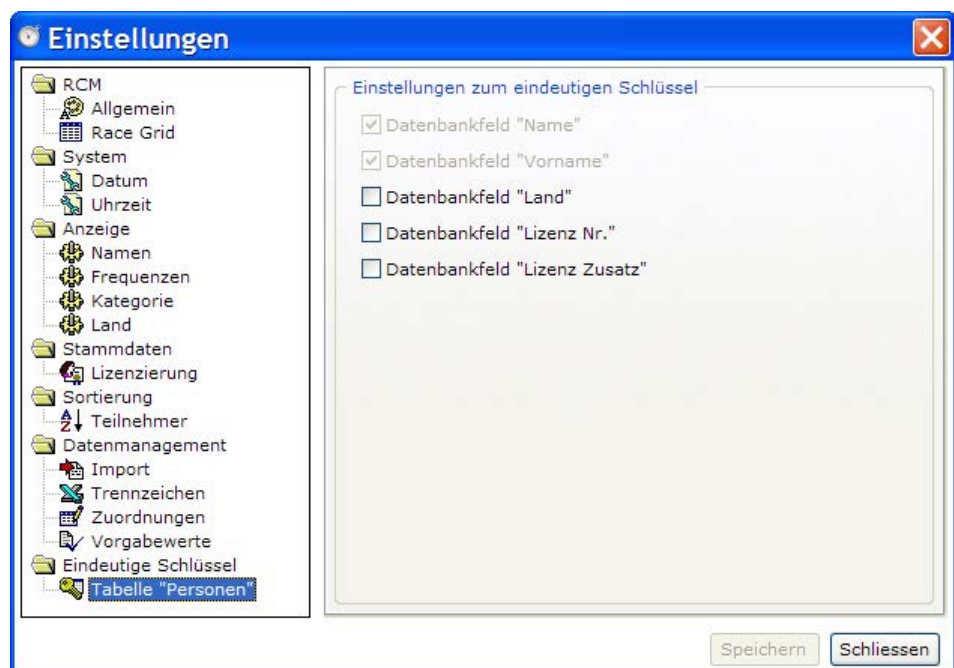 Einstellungen
RCM
Allgemein
Race Grid
System
Datum
Uhrzeit
Anzeige
Namen
Frequenzen
Kategorie
Land
Stammdaten
Lizenzierung
Sortierung
Teilnehmer
Datenmanagement
Import
Trennzeichen
Zuordnungen
Vorgabewerte
Eindeutige Schlüssel
Tabelle "Personen"
Einstellungen zum eindeutigen Schlüssel
Datenbankfeld "Name"
Datenbankfeld "Vorname"
Datenbankfeld "Land"
Datenbankfeld "Lizenz Nr."
Datenbankfeld "Lizenz Zusatz"
Speichern
Schliessen